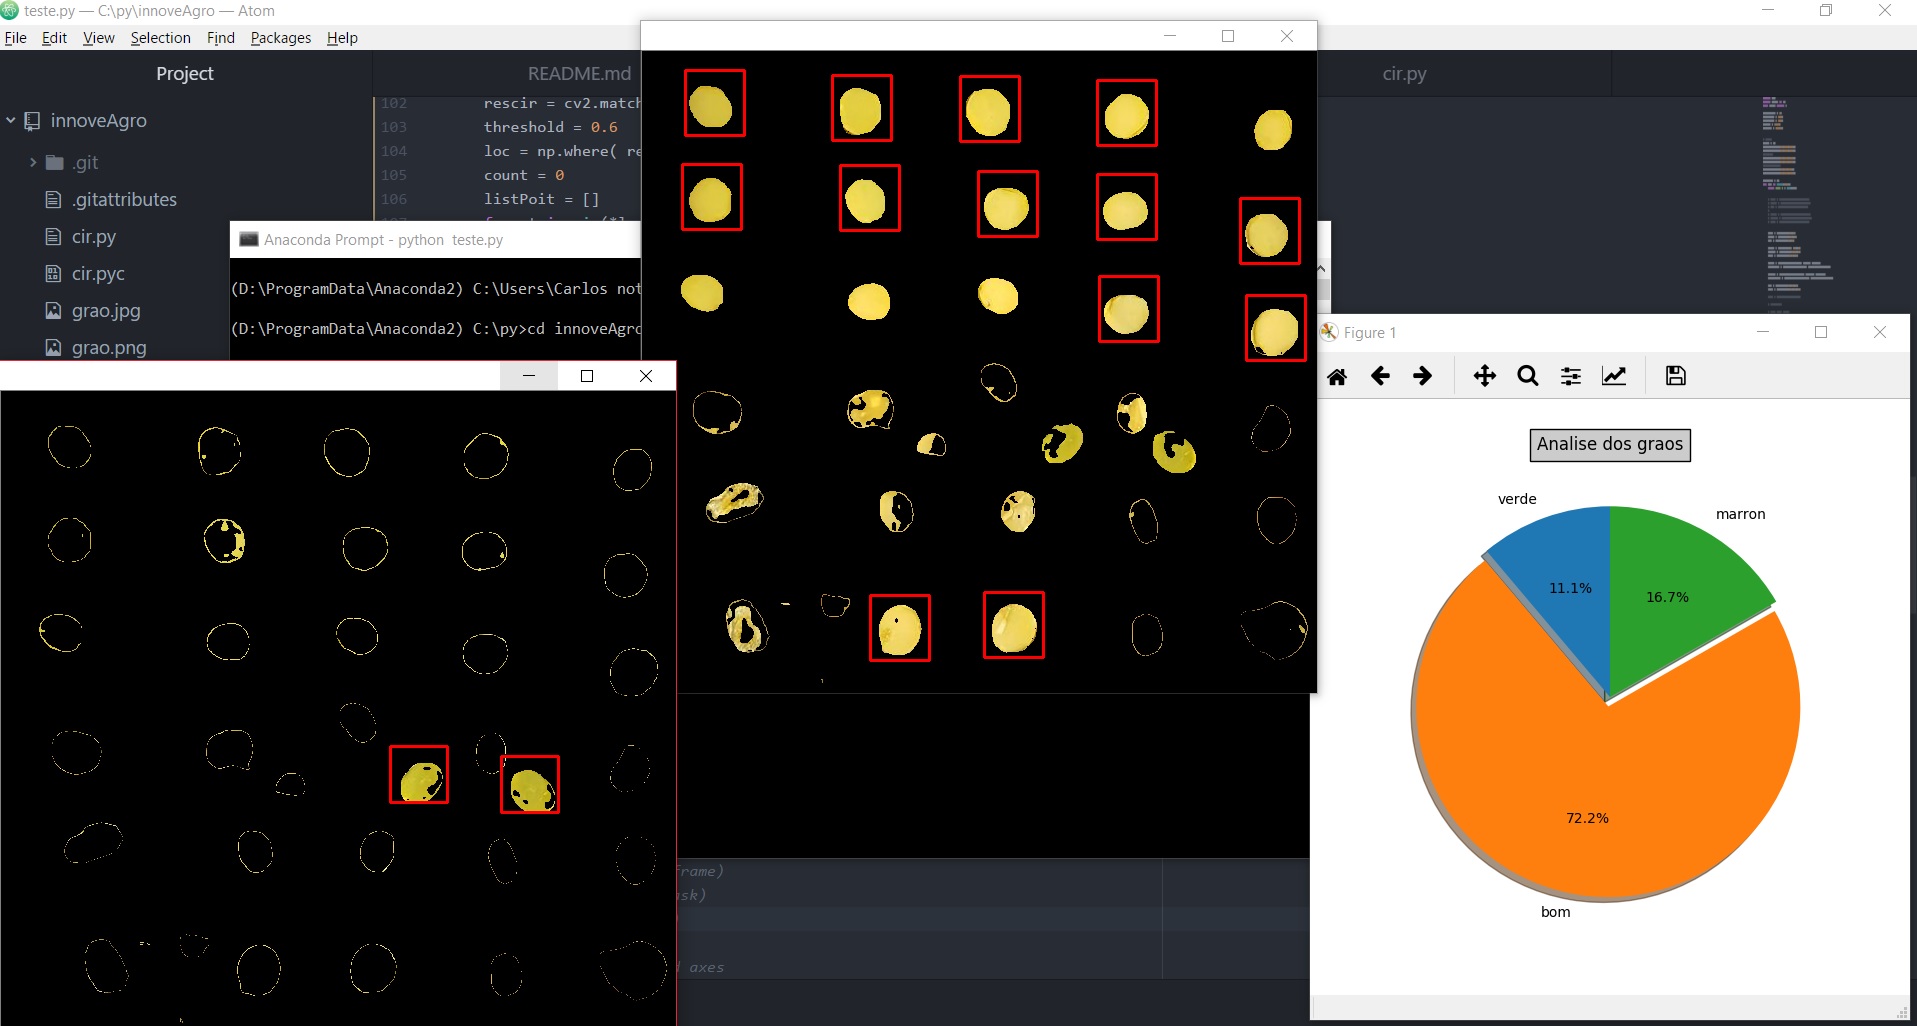 teste.py — C:\py\innoveAgro — Atom
File Edit View Selection Find Packages Help
Project
README.md
cir.py
innoveAgro
.git
.gitattributes
cir.py
cir.pyc
grao.jpg
grao.png
102 rescir = cv2.match
103 threshold = 0.6
104 loc = np.where( re
105 count = 0
106 listPoit = []
Anaconda Prompt - python teste.py
(D:\ProgramData\Anaconda2) C:\Users\Carlos not
(D:\ProgramData\Anaconda2) C:\py>cd innoveAgro
Figure 1
Analise dos graos
verde
marron
11.1%
16.7%
72.2%
bom
frame)
ask)
axes